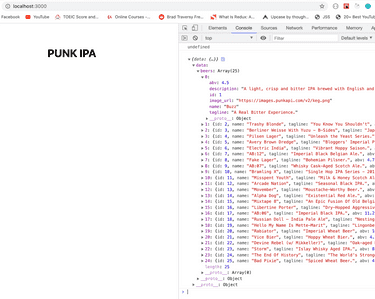 localhost:3000
YouTube
TOEIC Score and...
Online Courses -...
Brad Traversy Fre...
What is Redux: A...
Upcase by though...
JSS
20+ Best YouTub
PUNK IPA
Elements
Console
Sources
Network
Performance
Memory
top
Filter
Default levels
undefined
{data: {…}}
data:
beers: Array(25)
0:
abv: 4.5
description: "A light, crisp and bitter IPA brewed with English and
id: 1
image_url: "https://images.punkapi.com/v2/keg.png"
name: "Buzz"
tagline: "A Real Bitter Experience."
__proto__: Object
1: {id: 2, name: "Trashy Blonde", tagline: "You Know You Shouldn't",
2: {id: 3, name: "Berliner Weisse With Yuzu - B-Sides", tagline: "Jap
3: {id: 4, name: "Pilsen Lager", tagline: "Unleash the Yeast Series."
4: {id: 5, name: "Avery Brown Dredge", tagline: "Bloggers' Imperial P
5: {id: 6, name: "Electric India", tagline: "Vibrant Hoppy Saison.",
6: {id: 7, name: "AB:12", tagline: "Imperial Black Belgian Ale.",
7: {id: 8, name: "Fake Lager", tagline: "Bohemian Pilsner.", abv: 4.7
8: {id: 9, name: "AB:07", tagline: "Whisky Cask-Aged Scotch Ale.",
9: {id: 10, name: "Bramling X", tagline: "Single Hop IPA Series - 201
10: {id: 11, name: "Misspent Youth", tagline: "Milk & Honey Scotch Al
11: {id: 12, name: "Arcade Nation", tagline: "Seasonal Black IPA.",
12: {id: 13, name: "Movember", tagline: "Moustache-Worthy Beer.",
13: {id: 14, name: "Alpha Dog", tagline: "Existential Red Ale.",
14: {id: 15, name: "Mixtape 8", tagline: "An Epic Fusion Of Old Belg
15: {id: 16, name: "Libertine Porter", tagline: "Dry-Hopped Aggressiv
16: {id: 17, name: "AB:06", tagline: "Imperial Black IPA.", abv: 11.2
17: {id: 18, name: "Russian Doll – India Pale Ale", tagline: "Nesting
18: {id: 19, name: "Hello My Name Is Mette-Marit", tagline: "Lingonbe
19: {id: 20, name: "Rabiator", tagline: "Imperial Wheat Beer",
20: {id: 21, name: "Vice Bier", tagline: "Hoppy Wheat Bier.",
21: {id: 22, name: "Devine Rebel (w/ Mikkeller)", tagline: "Oak-aged
22: {id: 23, name: "Storm", tagline: "Islay Whisky Aged IPA.",
23: {id: 24, name: "The End Of History", tagline: "The World's Strong
24: {id: 25, name: "Bad Pixie", tagline: "Spiced Wheat Beer.",
length: 25
__proto__: Array(0)
__proto__: Object
__proto__: Object